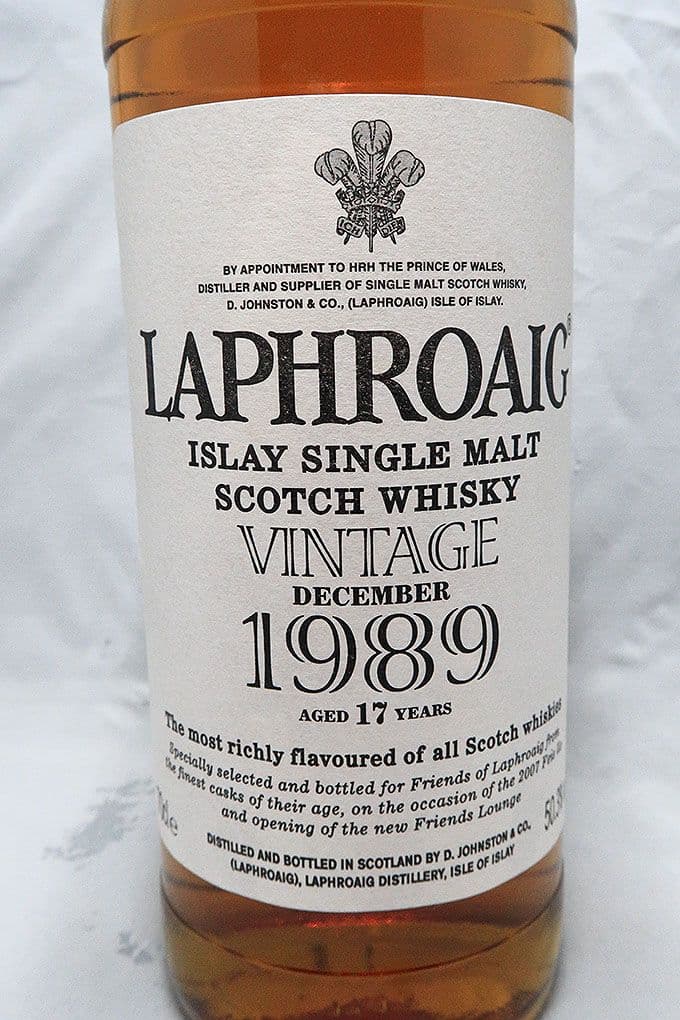 ICH DIEN
BY APPOINTMENT TO HRH THE PRINCE OF WALES,
DISTILLER AND SUPPLIER OF SINGLE MALT SCOTCH WHISKY,
D. JOHNSTON & CO., (LAPHROAIG) ISLE OF ISLAY.
LAPHROAIG®
ISLAY SINGLE MALT
SCOTCH WHISKY
VINTAGE
DECEMBER
1989
AGED 17 YEARS
The most richly flavoured of all Scotch whiskies
Specially selected and bottled for Friends of Laphroaig from
the finest casks of their age, on the occasion of the 2007 Feis
and opening of the new Friends Lounge
DISTILLED AND BOTTLED IN SCOTLAND BY D. JOHNSTON & CO.,
(LAPHROAIG), LAPHROAIG DISTILLERY, ISLE OF ISLAY